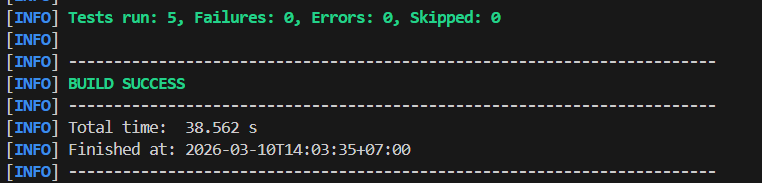 [INFO] Tests run: 5, Failures: 0, Errors: 0, Skipped: 0
[INFO]
[INFO] ------------------------------------------------------------------------
[INFO] BUILD SUCCESS
[INFO] ------------------------------------------------------------------------
[INFO] Total time:  38.562 s
[INFO] Finished at: 2026-03-10T14:03:35+07:00
[INFO] ------------------------------------------------------------------------